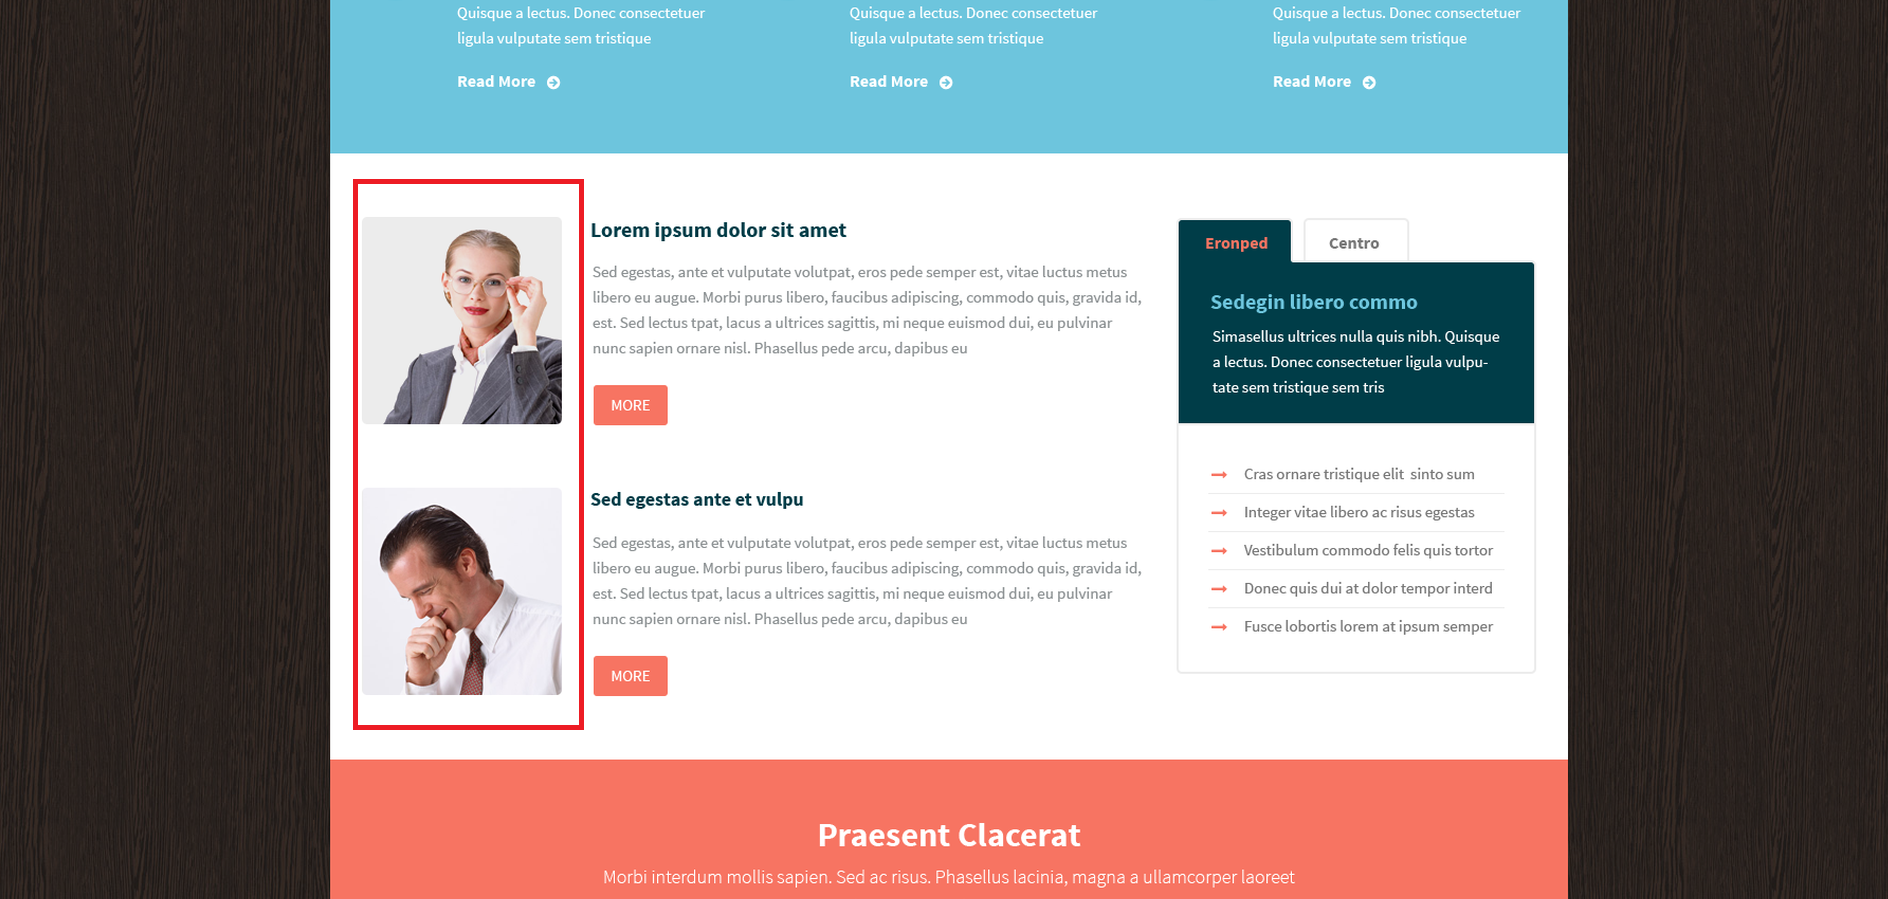 Quisque a lectus. Donec consectetuer
ligula vulputate sem tristique
Read More
Quisque a lectus. Donec consectetuer
ligula vulputate sem tristique
Read More
Quisque a lectus. Donec consectetuer
ligula vulputate sem tristique
Read More
Lorem ipsum dolor sit amet
Sed egestas, ante et vulputate volutpat, eros pede semper est, vitae luctus metus
libero eu augue. Morbi purus libero, faucibus adipiscing, commodo quis, gravida id,
est. Sed lectus tpat, lacus a ultrices sagittis, mi neque euismod dui, eu pulvinar
nunc sapien ornare nisl. Phasellus pede arcu, dapibus eu
MORE
Sed egestas ante et vulpu
Sed egestas, ante et vulputate volutpat, eros pede semper est, vitae luctus metus
libero eu augue. Morbi purus libero, faucibus adipiscing, commodo quis, gravida id,
est. Sed lectus tpat, lacus a ultrices sagittis, mi neque euismod dui, eu pulvinar
nunc sapien ornare nisl. Phasellus pede arcu, dapibus eu
MORE
Eronped
Centro
Sedegin libero commo
Simasellus ultrices nulla quis nibh. Quisque
a lectus. Donec consectetuer ligula vulpu-
tate sem tristique sem tris
Cras ornare tristique elit sinto sum
Integer vitae libero ac risus egestas
Vestibulum commodo felis quis tortor
Donec quis dui at dolor tempor interd
Fusce lobortis lorem at ipsum semper
Praesent Clacerat
Morbi interdum mollis sapien. Sed ac risus. Phasellus lacinia, magna a ullamcorper laoreet